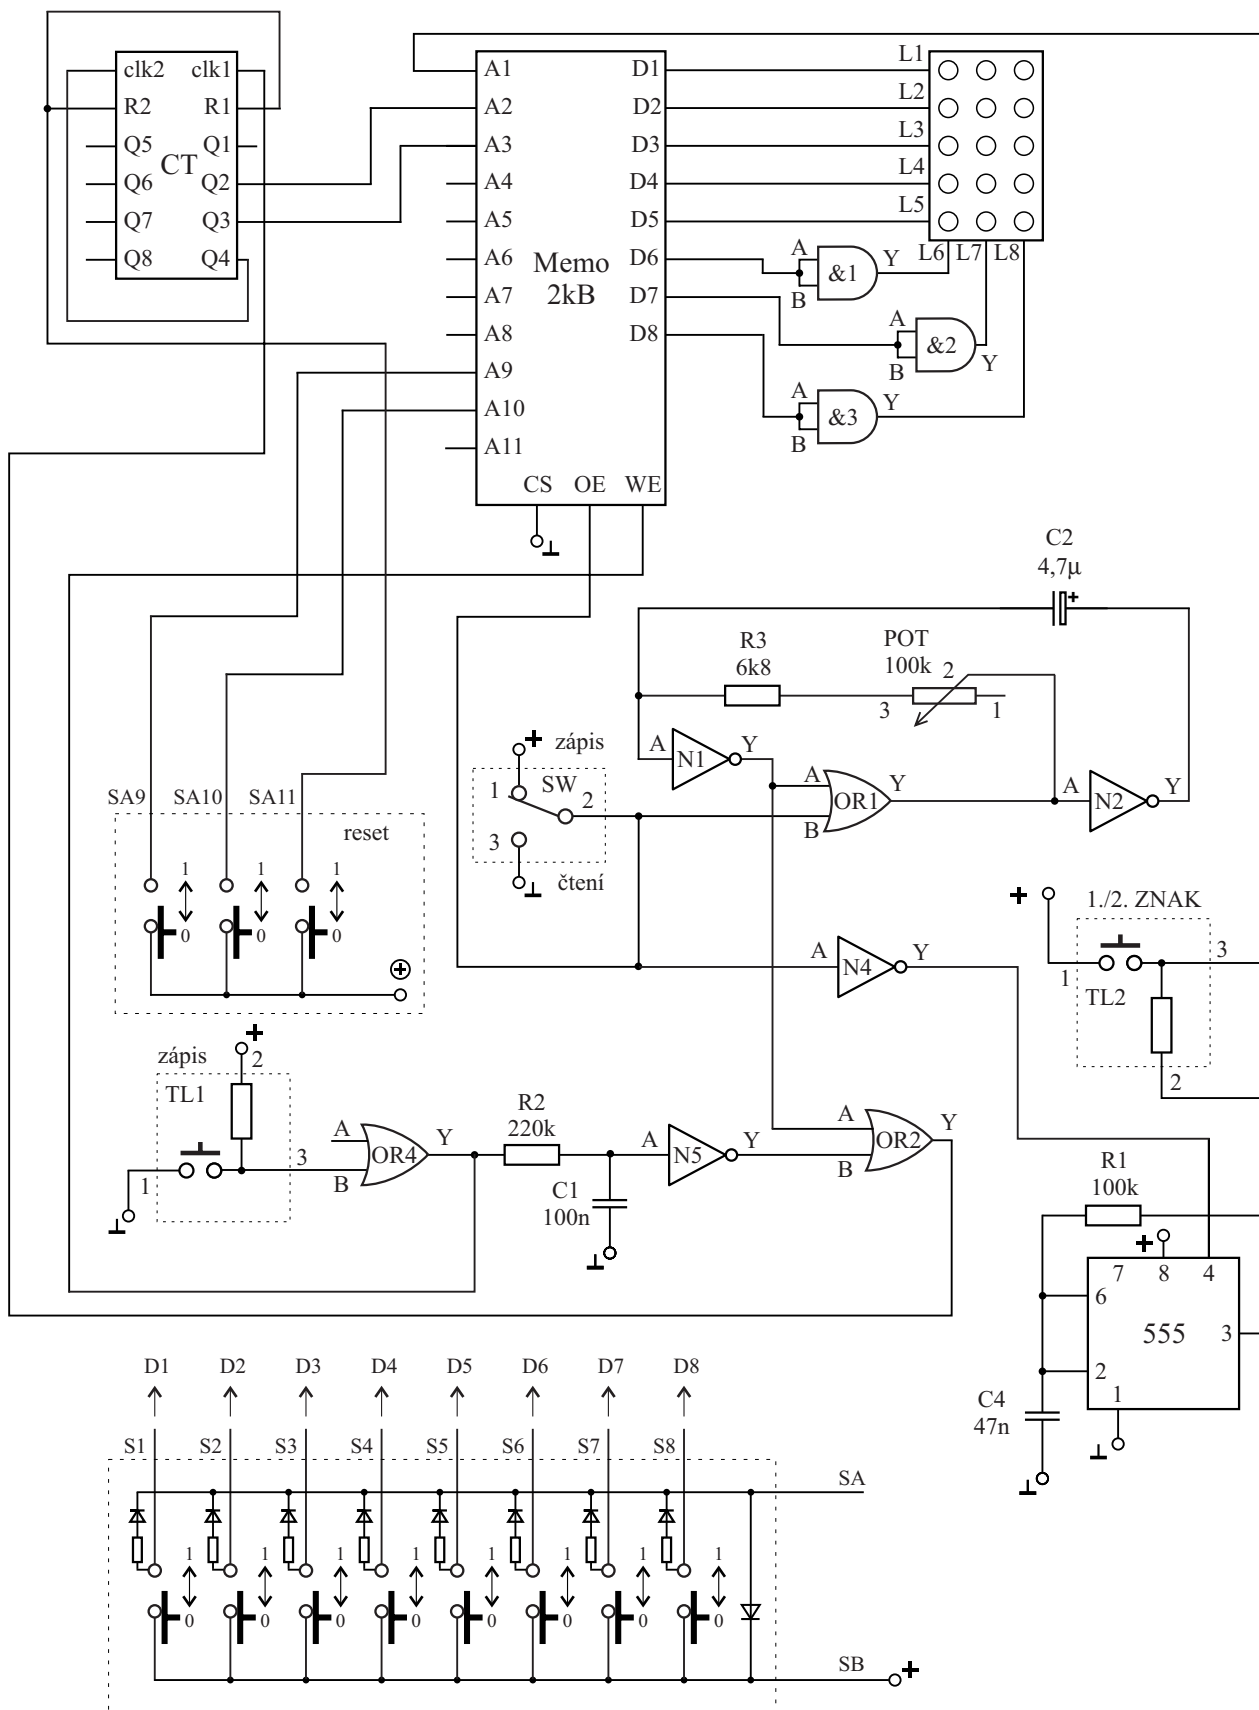 clk2 clk1
R2 R1
Q5 Q1
CT
Q6 Q2
Q7 Q3
Q8 Q4
A1 D1
A2 D2
A3 D3
A4 D4
A5 D5
A6 D6
A7 D7
A8 D8
A9
A10
A11
Memo
2kB
CS OE WE
L1
L2
L3
L4
L5
L6 L7 L8
A
B
&1
Y
A
B
&2
Y
A
B
&3
Y
C2
4,7µ
+
R3
6k8
POT
100k
2
3
1
A N1 Y
A
B
OR1
Y
A N2 Y
+ zápis
SW
1
2
3
čtení
SA9 SA10 SA11
reset
1 1 1
0 0 0
+
A N4 Y
+
1./2. ZNAK
3
1
TL2
2
zápis
+
2
TL1
3
1
A
B
OR4
Y
R2
220k
C1
100n
A N5 Y
A
B
OR2
Y
R1
100k
+
7 8 4
6
555
3
2
1
C4
47n
D1 D2 D3 D4 D5 D6 D7 D8
S1 S2 S3 S4 S5 S6 S7 S8
SA
1 1 1 1 1 1 1 1
0 0 0 0 0 0 0 0
SB
+